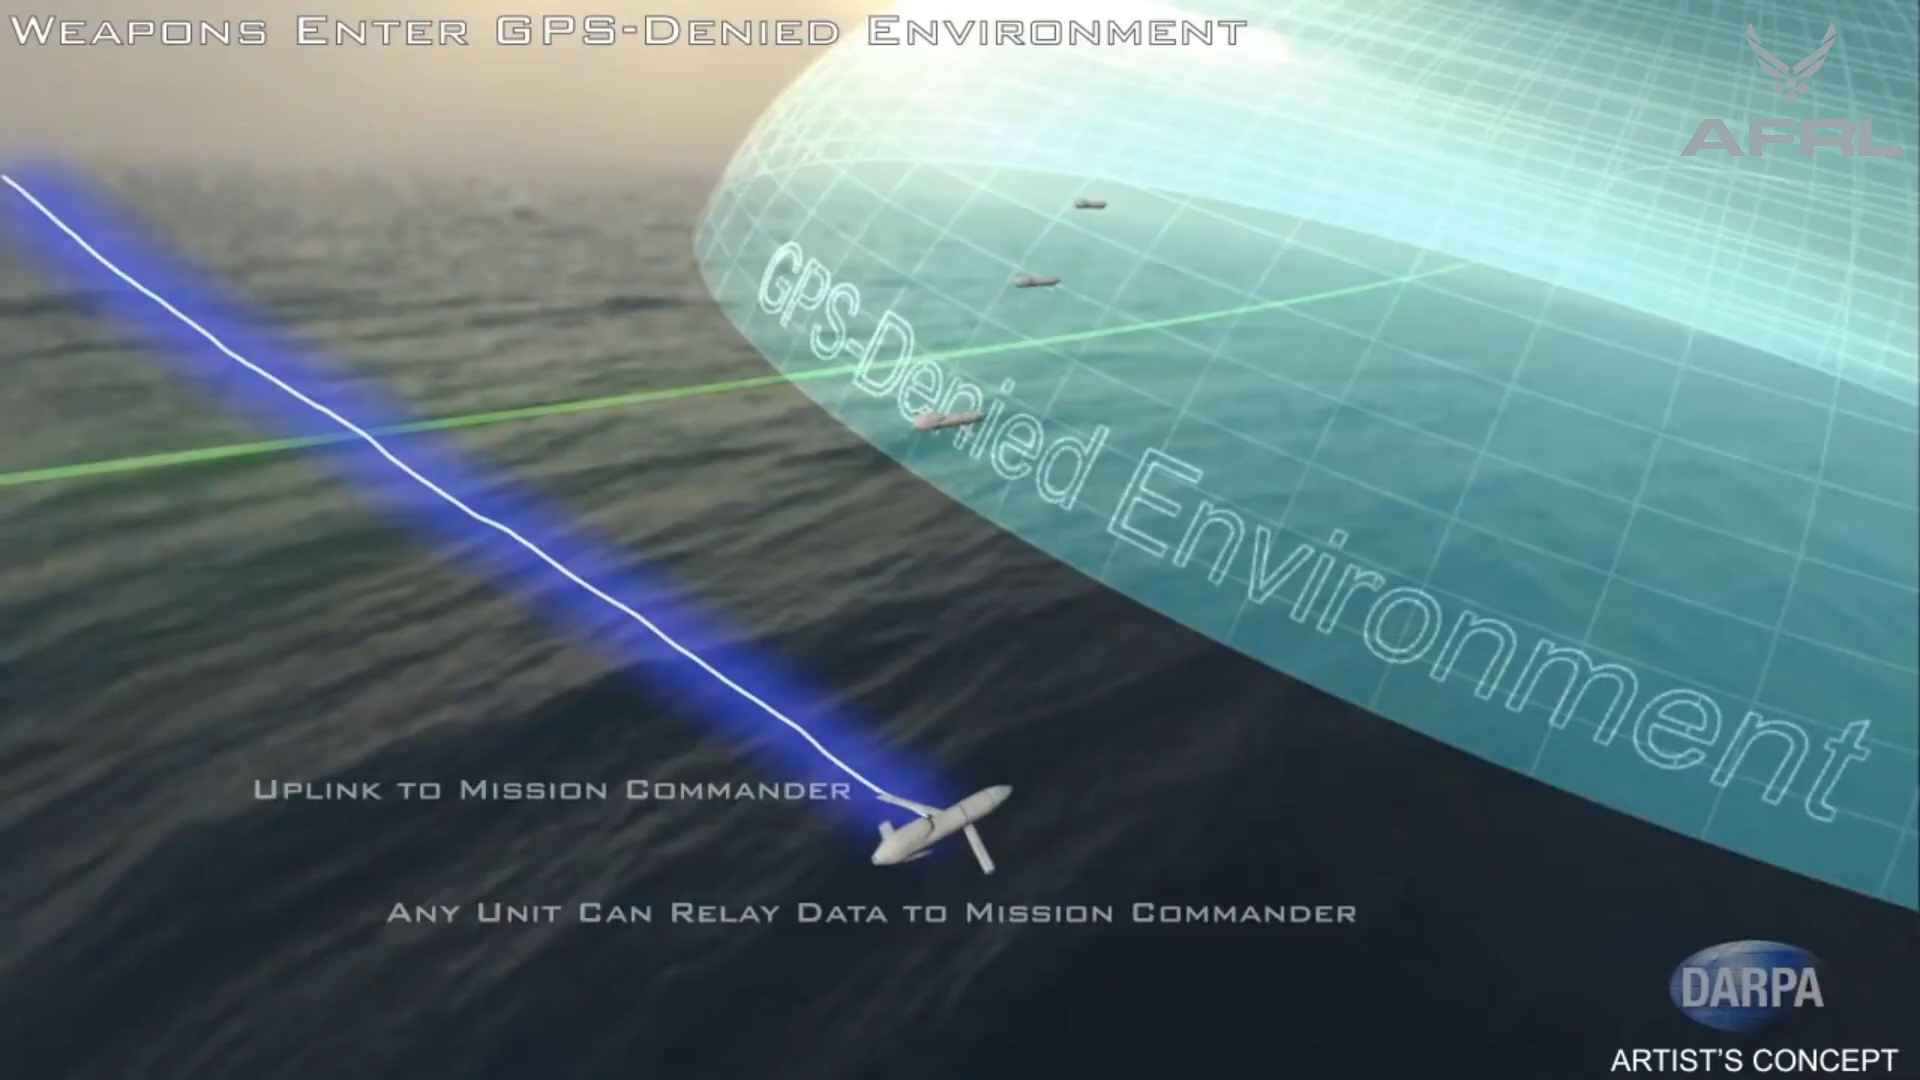 Weapons Enter GPS-Denied Environment
AFRL
GPS-Denied Environment
Uplink to Mission Commander
Any Unit Can Relay Data to Mission Commander
DARPA
ARTIST'S CONCEPT